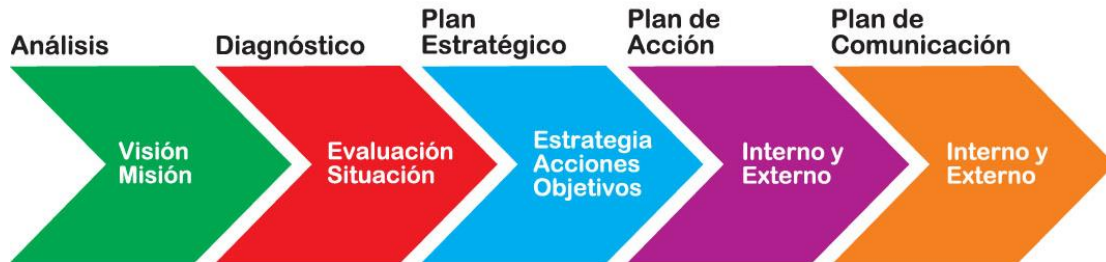 Análisis
Visión
Misión
Diagnóstico
Evaluación
Situación
Plan
Estratégico
Estrategia
Acciones
Objetivos
Plan de
Acción
Interno y
Externo
Plan de
Comunicación
Interno y
Externo